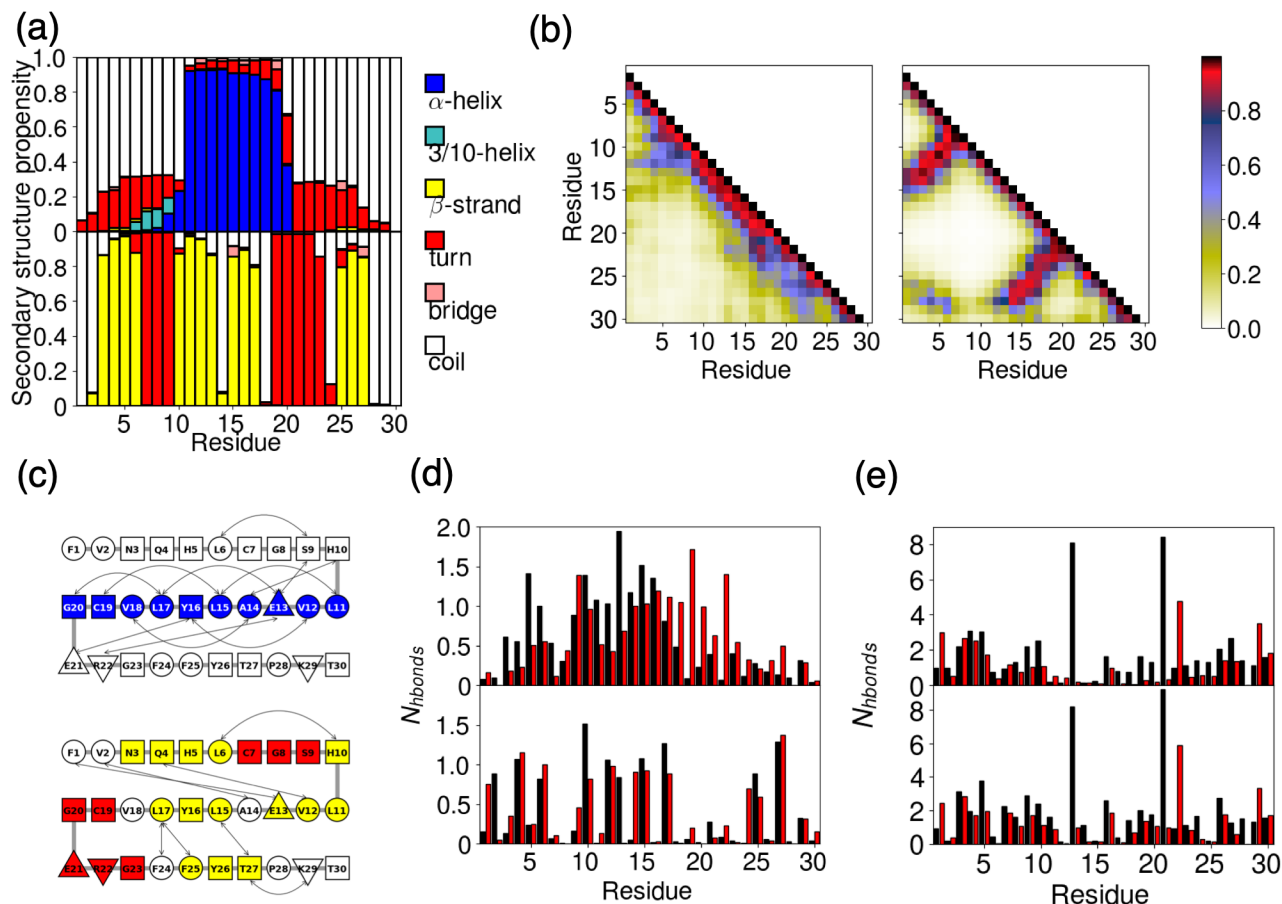 (a)
Secondary structure propensity
1.0
0.8
0.6
0.4
0.2
0
0.8
0.6
0.4
0.2
0
5 10 15 20 25 30
Residue
α-helix
3/10-helix
β-strand
turn
bridge
coil
(b)
Residue
5
10
15
20
25
30
5 10 15 20 25 30
Residue
5 10 15 20 25 30
Residue
0.8
0.6
0.4
0.2
0.0
(c)
F1 V2 N3 Q4 H5 L6 C7 G8 S9 H10
G20 C19 V18 L17 Y16 L15 A14 E13 V12 L11
E21 R22 G23 F24 F25 Y26 T27 P28 K29 T30
F1 V2 N3 Q4 H5 L6 C7 G8 S9 H10
G20 C19 V18 L17 Y16 L15 A14 E13 V12 L11
E21 R22 G23 F24 F25 Y26 T27 P28 K29 T30
(d)
Nhbonds
2.0
1.5
1.0
0.5
0
1.5
1.0
0.5
0
5 10 15 20 25 30
Residue
(e)
Nhbonds
8
6
4
2
0
8
6
4
2
0
5 10 15 20 25 30
Residue